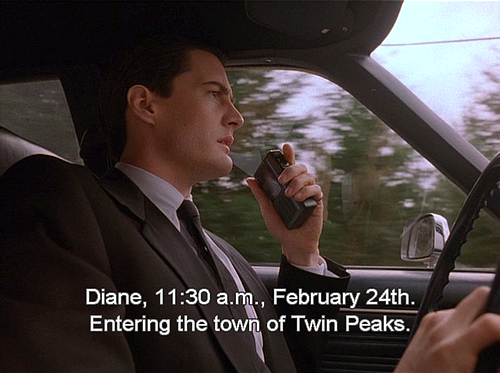 Diane, 11:30 a.m., February 24th.
Entering the town of Twin Peaks.